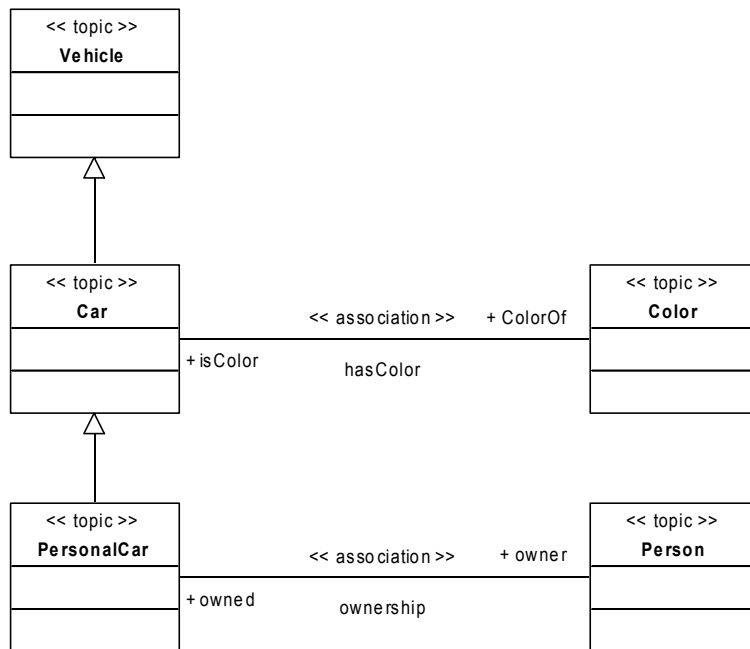 << topic >>
Vehicle
<< topic >>
Car
<< association >>
+ ColorOf
<< topic >>
Color
+ isColor
hasColor
<< topic >>
PersonalCar
<< association >>
+ owner
<< topic >>
Person
+ owned
ownership